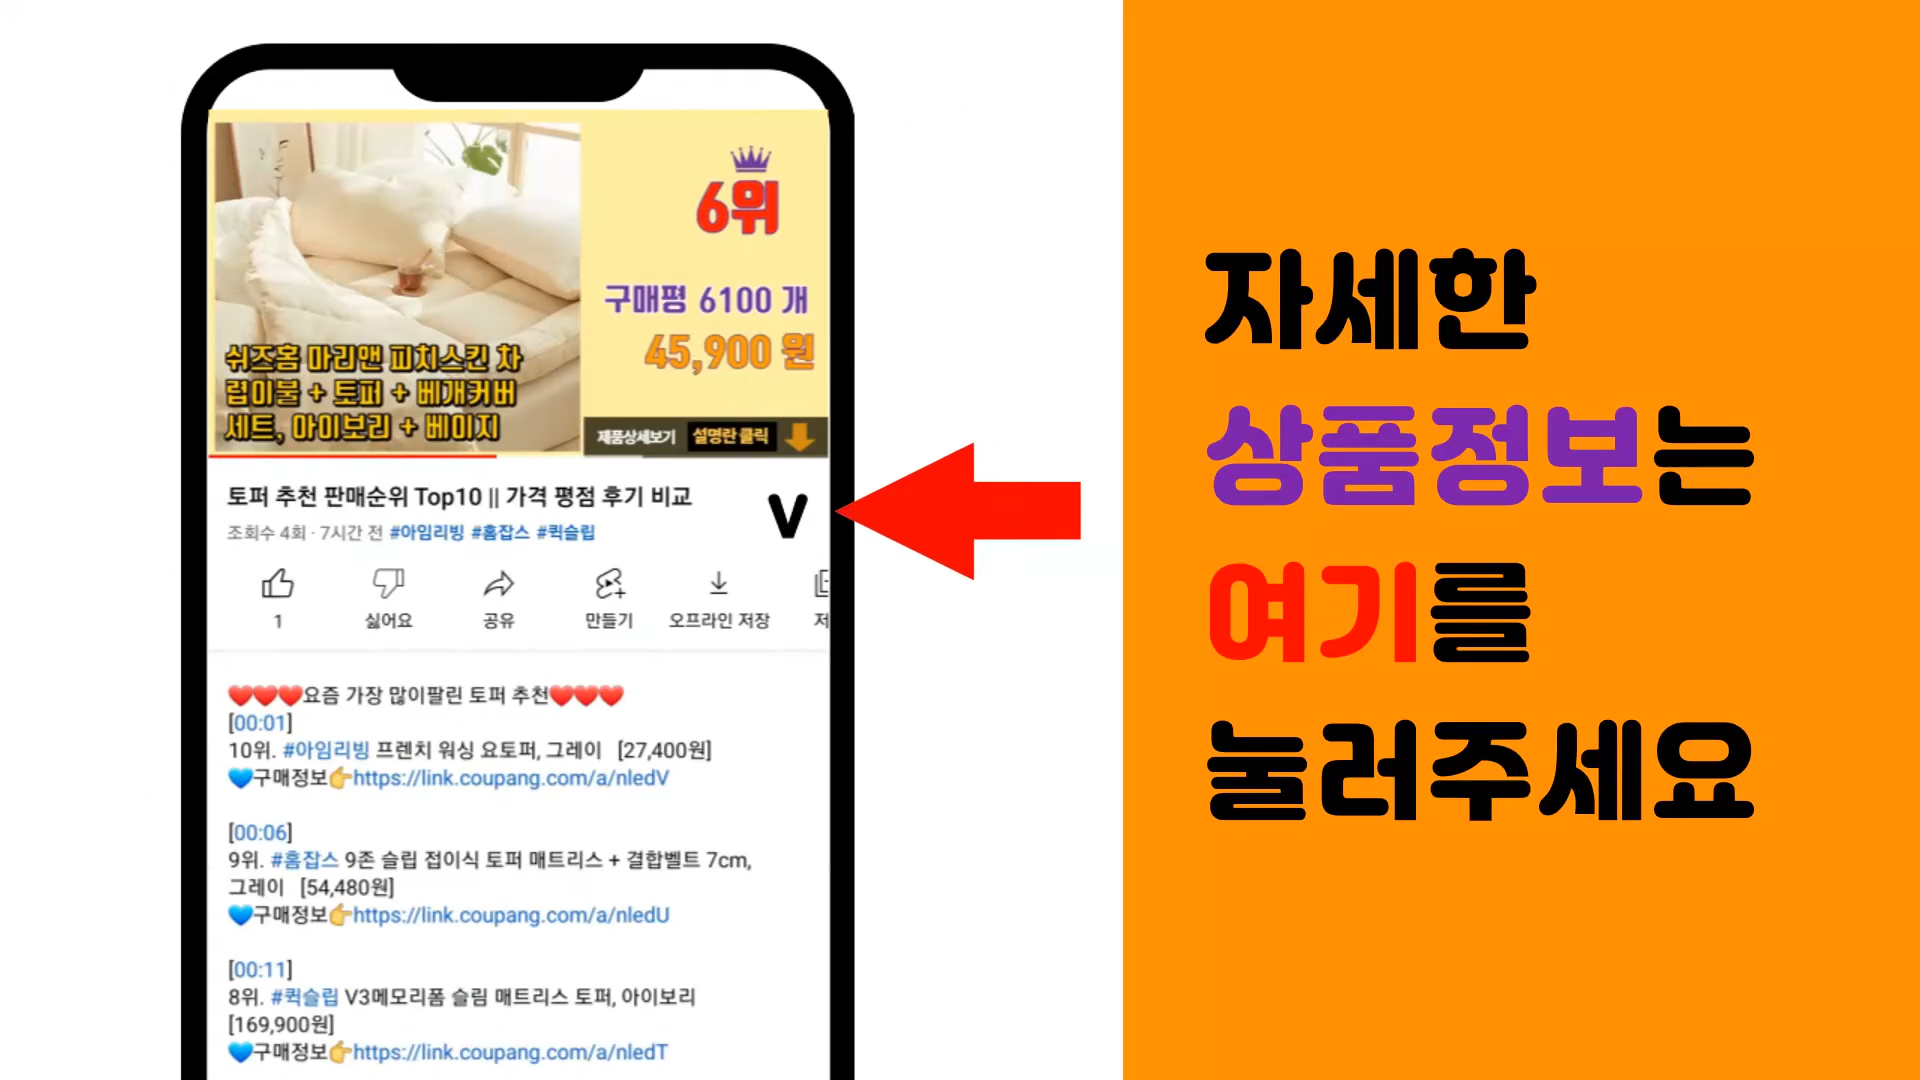 6위
구매평 6100 개
45,900 원
쉬즈홈 마리앤 피치스킨 차
렵이불 + 토퍼 + 베개커버
세트, 아이보리 + 베이지
제품상세보기 설명란 클릭
토퍼 추천 판매순위 Top10 || 가격 평점 후기 비교
V
조회수 4회 · 7시간 전 #아임리빙 #홈잡스 #퀵슬립
1 싫어요 공유 만들기 오프라인 저장 저
❤️❤️❤️요즘 가장 많이팔린 토퍼 추천❤️❤️❤️
[00:01]
10위. #아임리빙 프렌치 워싱 요토퍼, 그레이 [27,400원]
💙구매정보👉https://link.coupang.com/a/nledV
[00:06]
9위. #홈잡스 9존 슬립 접이식 토퍼 매트리스 + 결합벨트 7cm,
그레이 [54,480원]
💙구매정보👉https://link.coupang.com/a/nledU
[00:11]
8위. #퀵슬립 V3메모리폼 슬림 매트리스 토퍼, 아이보리
[169,900원]
💙구매정보👉https://link.coupang.com/a/nledT
자세한
상품정보는
여기를
눌러주세요